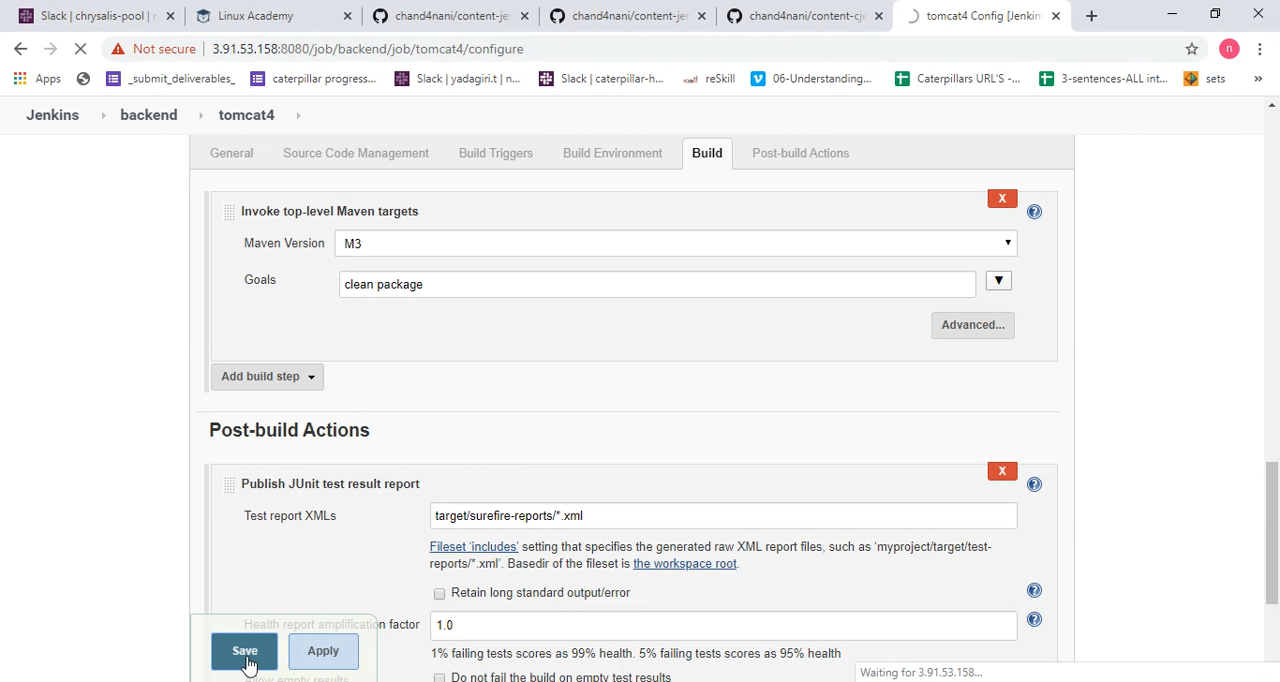 Slack | chrysalis-pool | n
Linux Academy
chand4nani/content-jen
chand4nani/content-jen
chand4nani/content-cje
tomcat4 Config [Jenkins
Not secure | 3.91.53.158:8080/job/backend/job/tomcat4/configure
n
Apps
_submit_deliverables_
caterpillar progress...
Slack | yadagiri.t | n...
Slack | caterpillar-h...
reSkill
06-Understanding...
Caterpillars URL'S -...
3-sentences-ALL int...
sets
»
Jenkins
backend
tomcat4
General
Source Code Management
Build Triggers
Build Environment
Build
Post-build Actions
X
Invoke top-level Maven targets
Maven Version
M3
Goals
clean package
Advanced...
Add build step
Post-build Actions
X
Publish JUnit test result report
Test report XMLs
target/surefire-reports/*.xml
Fileset 'includes' setting that specifies the generated raw XML report files, such as 'myproject/target/test-
reports/*.xml'. Basedir of the fileset is the workspace root.
Retain long standard output/error
Health report amplification factor
1.0
Save
Apply
1% failing tests scores as 99% health. 5% failing tests scores as 95% health
Allow empty results
Do not fail the build on empty test results
Waiting for 3.91.53.158...